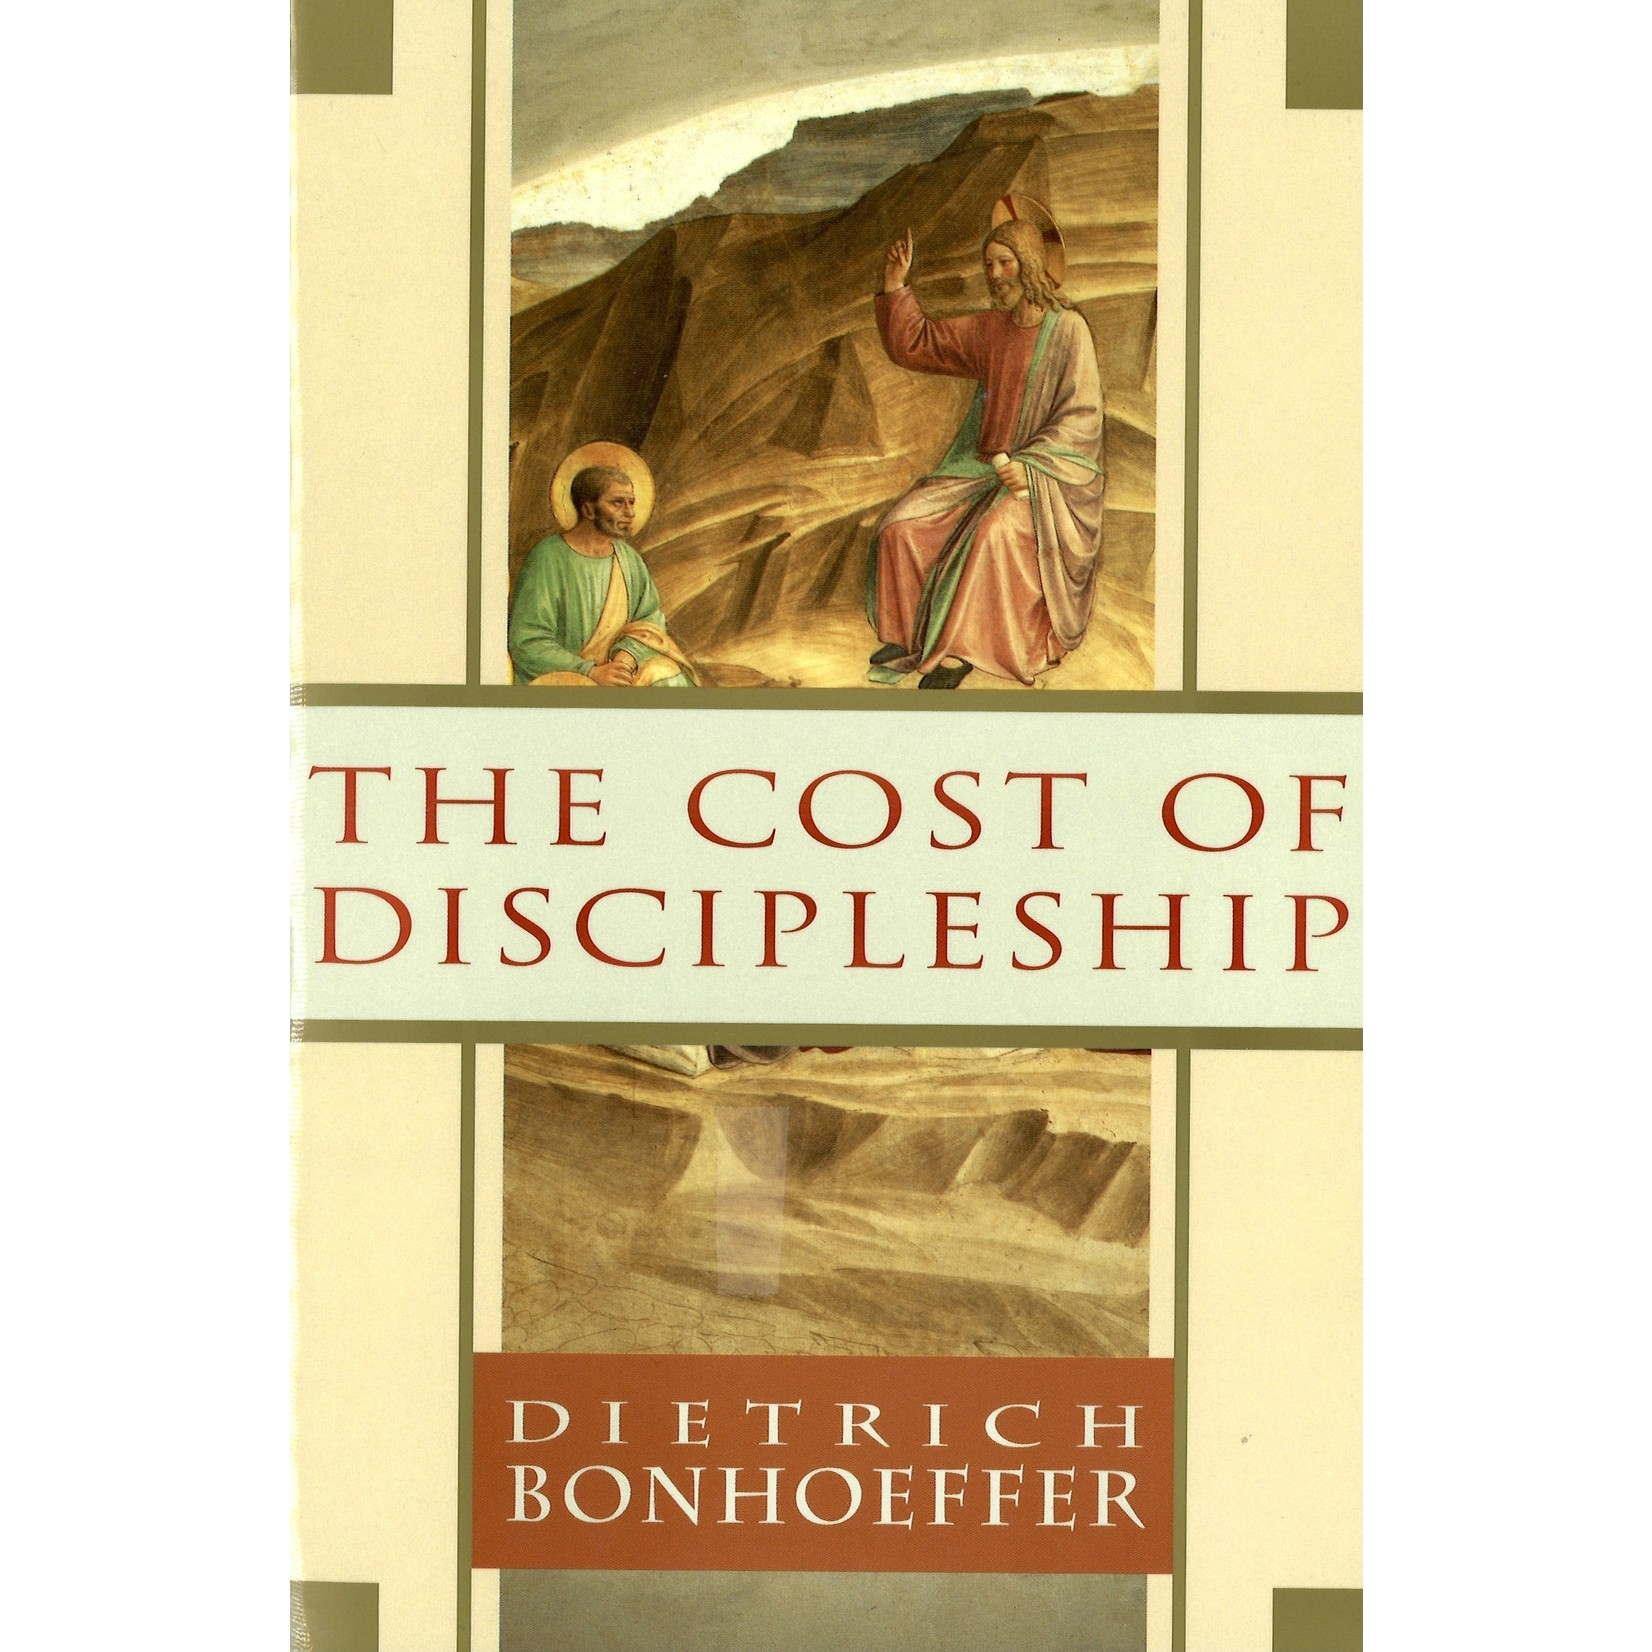 THE COST OF
DISCIPLESHIP
DIETRICH
BONHOEFFER